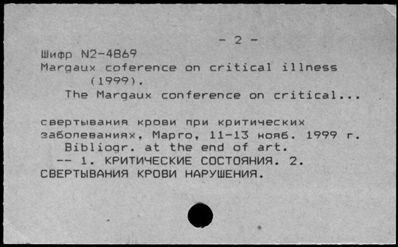 - 2 -
Шифр N2-4869
Margaux coference on critical illness
(1999).
The Margaux conference on critical...
свертывания крови при критических
заболеваниях, Марго, 11-13 нояб. 1999 г.
Bibliogr. at the end of art.
-- 1. КРИТИЧЕСКИЕ СОСТОЯНИЯ. 2.
СВЕРТЫВАНИЯ КРОВИ НАРУШЕНИЯ.